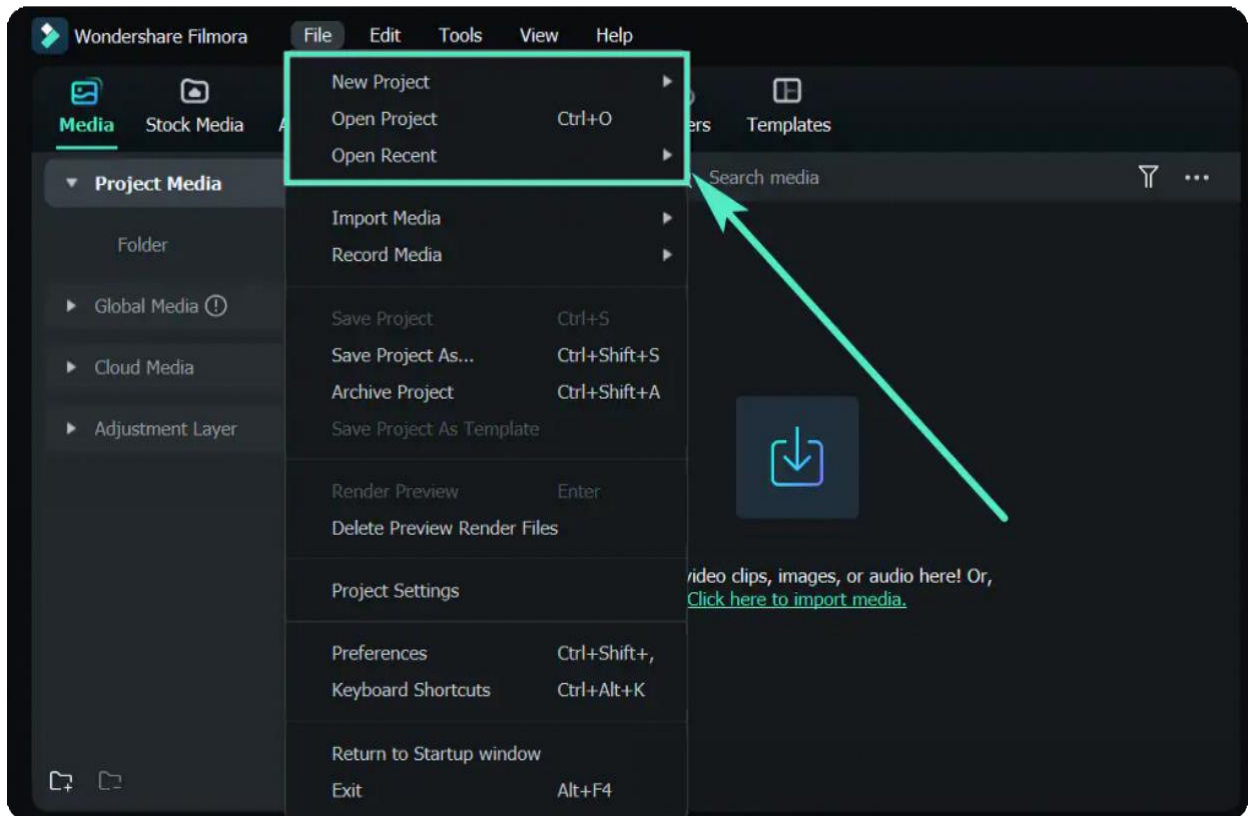 Wondershare Filmora File Edit Tools View Help
Media Stock Media Templates
Project Media
Search media
Folder
Global Media
Cloud Media
Adjustment Layer
New Project
Open Project Ctrl+O
Open Recent
Import Media
Record Media
Save Project Ctrl+S
Save Project As... Ctrl+Shift+S
Archive Project Ctrl+Shift+A
Save Project As Template
Render Preview Enter
Delete Preview Render Files
Project Settings
Preferences Ctrl+Shift+,
Keyboard Shortcuts Ctrl+Alt+K
Return to Startup window
Exit Alt+F4
video clips, images, or audio here! Or,
Click here to import media.